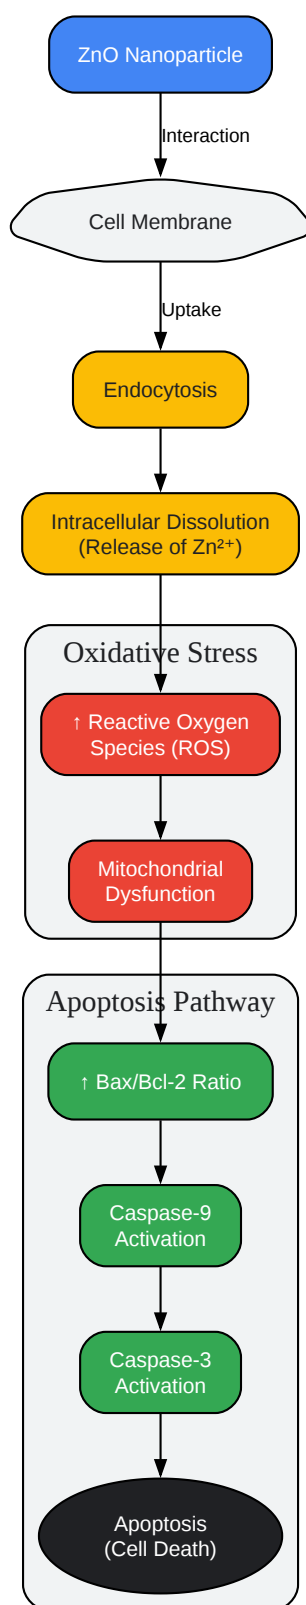 ZnO Nanoparticle
Interaction
Cell Membrane
Uptake
Endocytosis
Intracellular Dissolution
(Release of Zn²⁺)
Oxidative Stress
↑ Reactive Oxygen
Species (ROS)
Mitochondrial
Dysfunction
Apoptosis Pathway
↑ Bax/Bcl-2 Ratio
Caspase-9
Activation
Caspase-3
Activation
Apoptosis
(Cell Death)